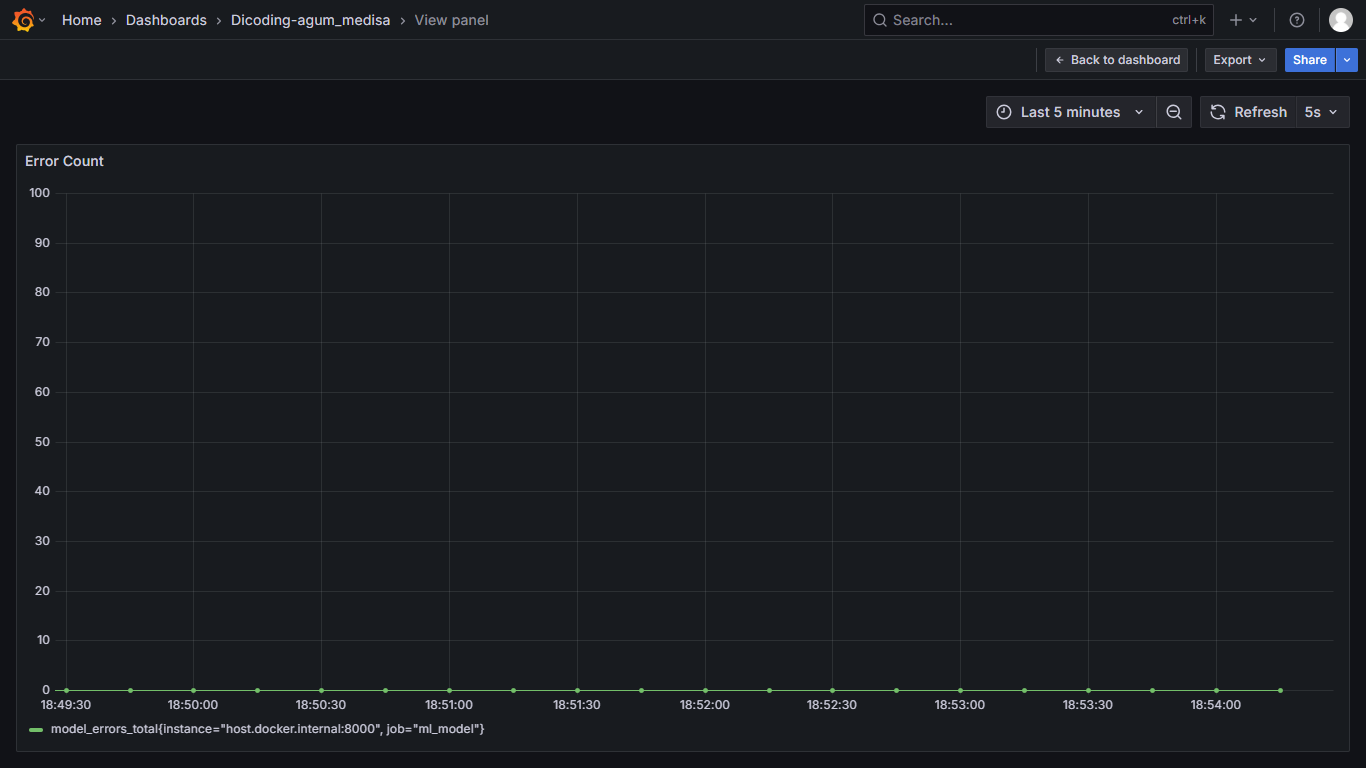 Home › Dashboards › Dicoding-agum_medisa › View panel
Search... ctrl+k
Back to dashboard Export Share
Last 5 minutes Refresh 5s
Error Count
100
90
80
70
60
50
40
30
20
10
0
18:49:30 18:50:00 18:50:30 18:51:00 18:51:30 18:52:00 18:52:30 18:53:00 18:53:30 18:54:00
model_errors_total{instance="host.docker.internal:8000", job="ml_model"}